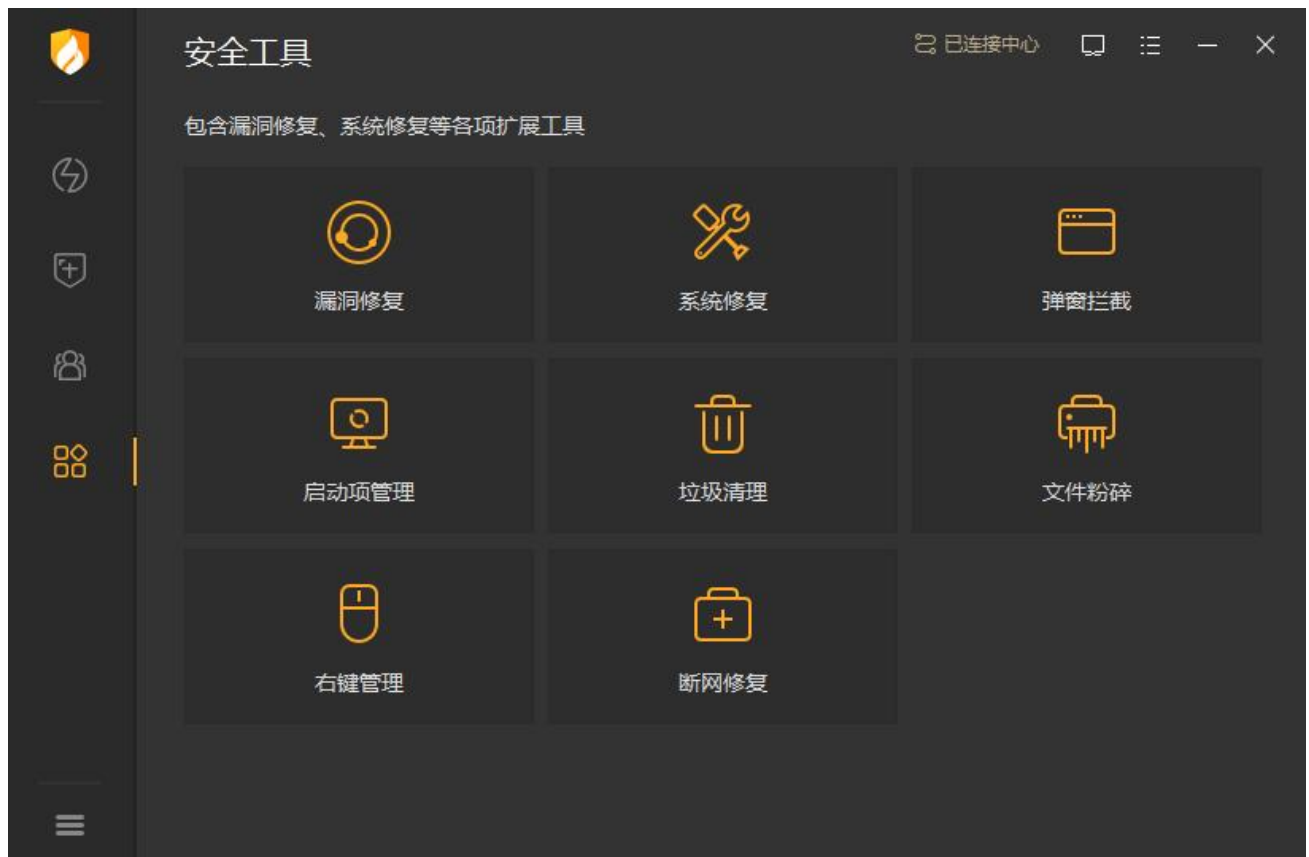 安全工具
已连接中心
包含漏洞修复、系统修复等各项扩展工具
漏洞修复
系统修复
弹窗拦截
启动项管理
垃圾清理
文件粉碎
右键管理
断网修复